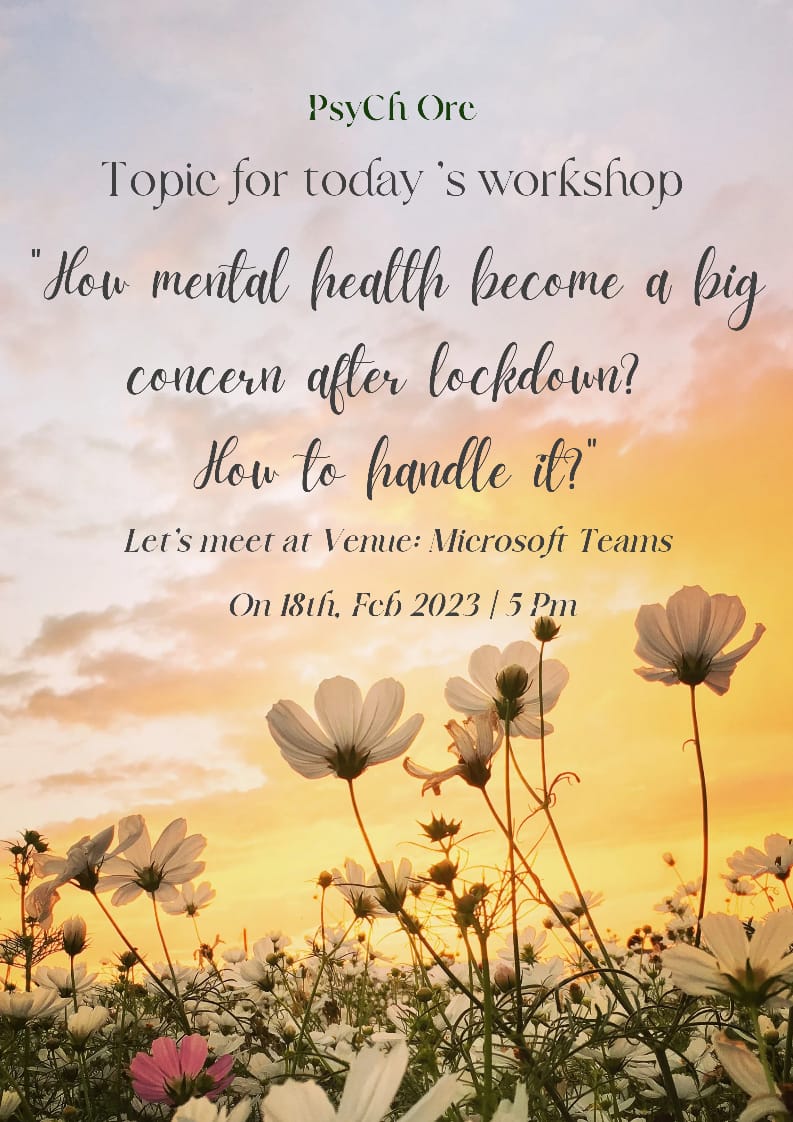 PsyCh Ore
Topic for today 's workshop
"How mental health become a big
concern after lockdown?
How to handle it?"
Let's meet at Venue: Microsoft Teams
On 18th, Feb 2023 | 5 Pm